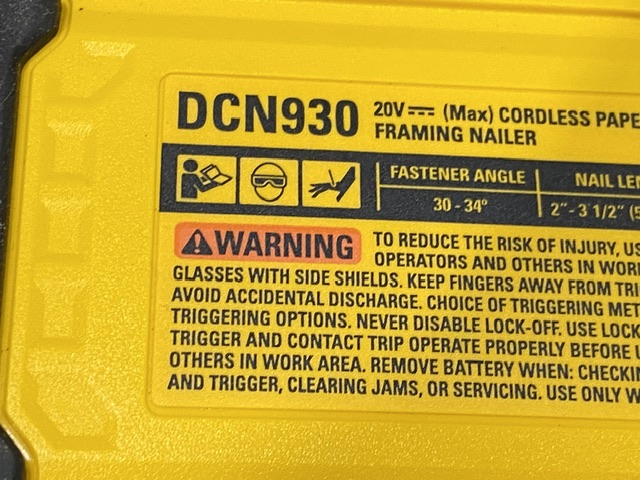 DCN930
20V⎓ (Max) CORDLESS PAPE
FRAMING NAILER
FASTENER ANGLE
NAIL LEN
30 - 34°
2" - 3 1/2" (5
WARNING
TO REDUCE THE RISK OF INJURY, US
OPERATORS AND OTHERS IN WOR
GLASSES WITH SIDE SHIELDS. KEEP FINGERS AWAY FROM TRI
AVOID ACCIDENTAL DISCHARGE. CHOICE OF TRIGGERING MET
TRIGGERING OPTIONS. NEVER DISABLE LOCK-OFF. USE LOCK
TRIGGER AND CONTACT TRIP OPERATE PROPERLY BEFORE U
OTHERS IN WORK AREA. REMOVE BATTERY WHEN: CHECKIN
AND TRIGGER, CLEARING JAMS, OR SERVICING. USE ONLY W